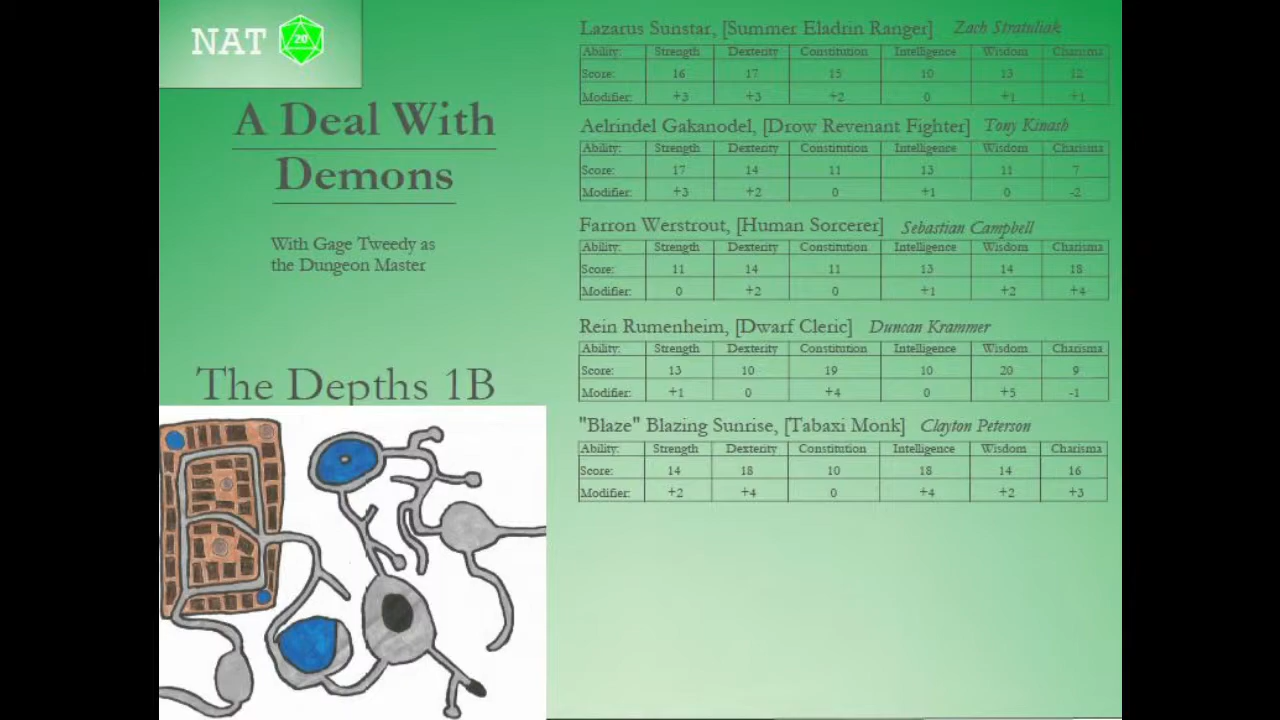 NAT 20
A Deal With
Demons
With Gage Tweedy as
the Dungeon Master
The Depths 1B
Lazarus Sunstar, [Summer Eladrin Ranger] Zach Stratuliak
Ability: Strength Dexterity Constitution Intelligence Wisdom Charisma
Score: 16 17 15 10 13 12
Modifier: +3 +3 +2 0 +1 +1
Aelrindel Gakanodel, [Drow Revenant Fighter] Tony Kinash
Ability: Strength Dexterity Constitution Intelligence Wisdom Charisma
Score: 17 14 11 13 11 7
Modifier: +3 +2 0 +1 0 -2
Farron Werstrout, [Human Sorcerer] Sebastian Campbell
Ability: Strength Dexterity Constitution Intelligence Wisdom Charisma
Score: 11 14 11 13 14 18
Modifier: 0 +2 0 +1 +2 +4
Rein Rumenheim, [Dwarf Cleric] Duncan Krammer
Ability: Strength Dexterity Constitution Intelligence Wisdom Charisma
Score: 13 10 19 10 20 9
Modifier: +1 0 +4 0 +5 -1
"Blaze" Blazing Sunrise, [Tabaxi Monk] Clayton Peterson
Ability: Strength Dexterity Constitution Intelligence Wisdom Charisma
Score: 14 18 10 18 14 16
Modifier: +2 +4 0 +4 +2 +3